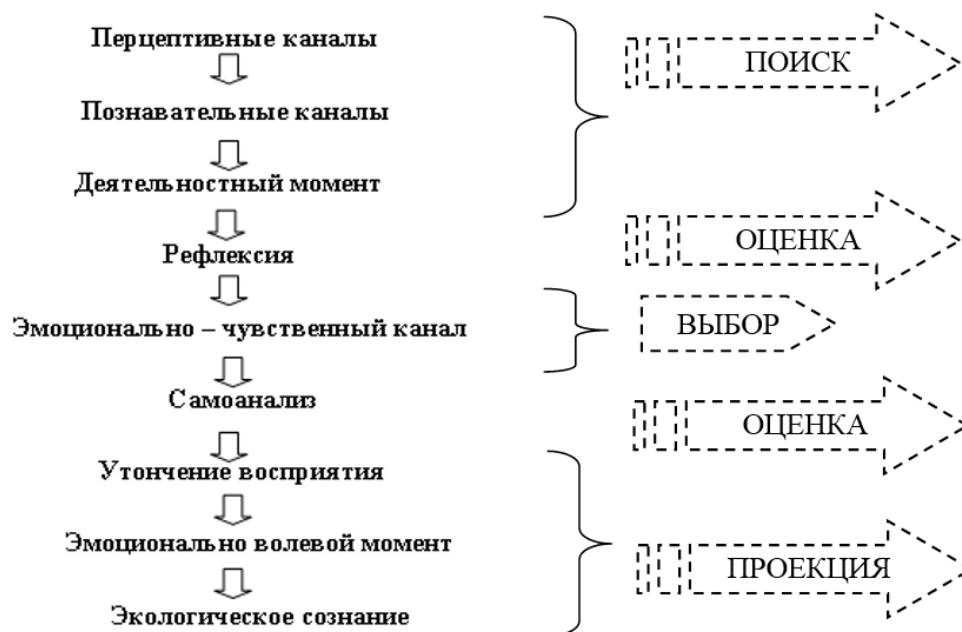 Перцептивные каналы
ПОИСК
Познавательные каналы
Деятельностный момент
ОЦЕНКА
Рефлексия
Эмоционально – чувственный канал
ВЫБОР
Самоанализ
ОЦЕНКА
Утончение восприятия
Эмоционально волевой момент
ПРОЕКЦИЯ
Экологическое сознание